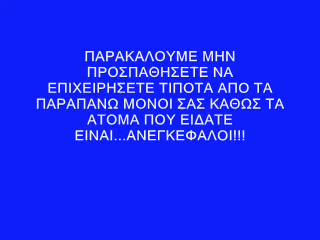 ΠΑΡΑΚΑΛΟΥΜΕ ΜΗΝ
ΠΡΟΣΠΑΘΗΣΕΤΕ ΝΑ
ΕΠΙΧΕΙΡΗΣΕΤΕ ΤΙΠΟΤΑ ΑΠΟ ΤΑ
ΠΑΡΑΠΑΝΩ ΜΟΝΟΙ ΣΑΣ ΚΑΘΩΣ ΤΑ
ΑΤΟΜΑ ΠΟΥ ΕΙΔΑΤΕ
ΕΙΝΑΙ...ΑΝΕΓΚΕΦΑΛΟΙ!!!